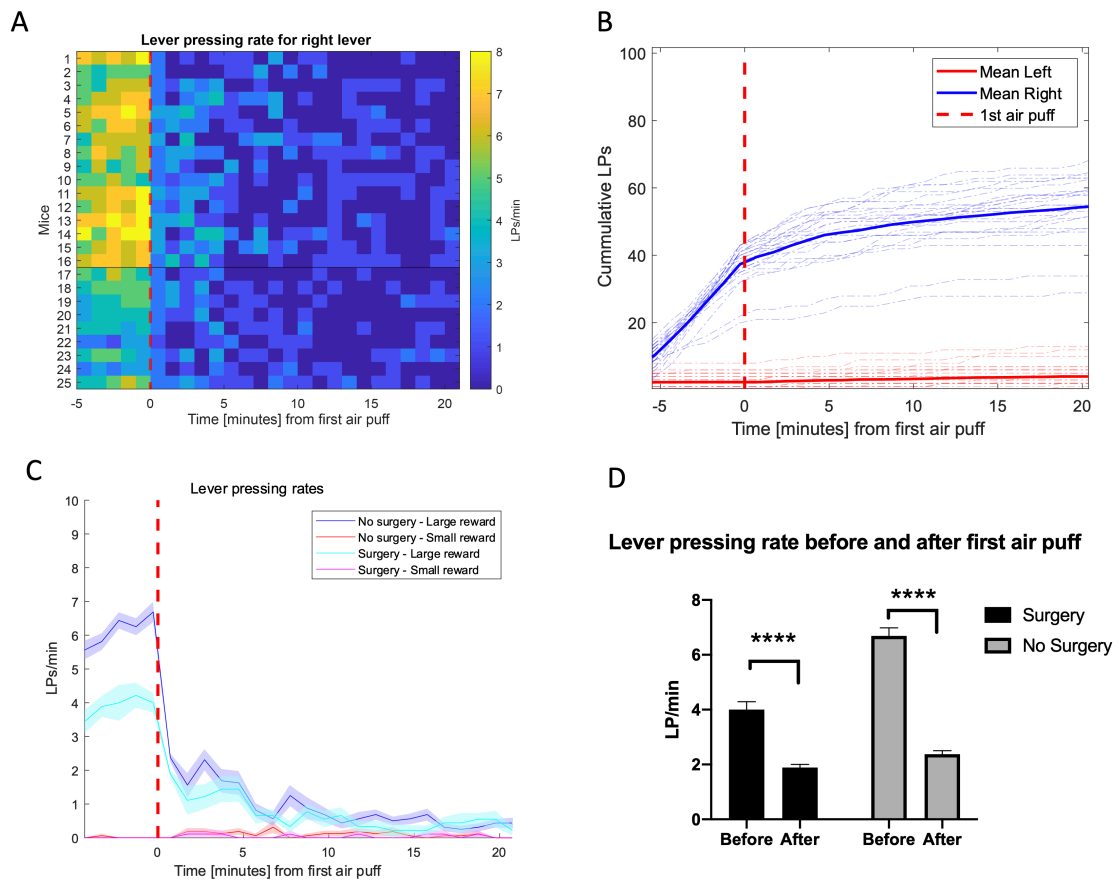 A
Lever pressing rate for right lever
Mice
1
2
3
4
5
6
7
8
9
10
11
12
13
14
15
16
17
18
19
20
21
22
23
24
25
-5 0 5 10 15 20
Time [minutes] from first air puff
8
7
6
5
4
3
2
1
0
LPs/min
B
Cummulative LPs
100
80
60
40
20
-5 0 5 10 15 20
Time [minutes] from first air puff
Mean Left
Mean Right
1st air puff
C
Lever pressing rates
LPs/min
10
9
8
7
6
5
4
3
2
1
0
0 5 10 15 20
Time [minutes] from first air puff
No surgery - Large reward
No surgery - Small reward
Surgery - Large reward
Surgery - Small reward
D
Lever pressing rate before and after first air puff
LP/min
8
6
4
2
0
****
****
Before After Before After
Surgery
No Surgery